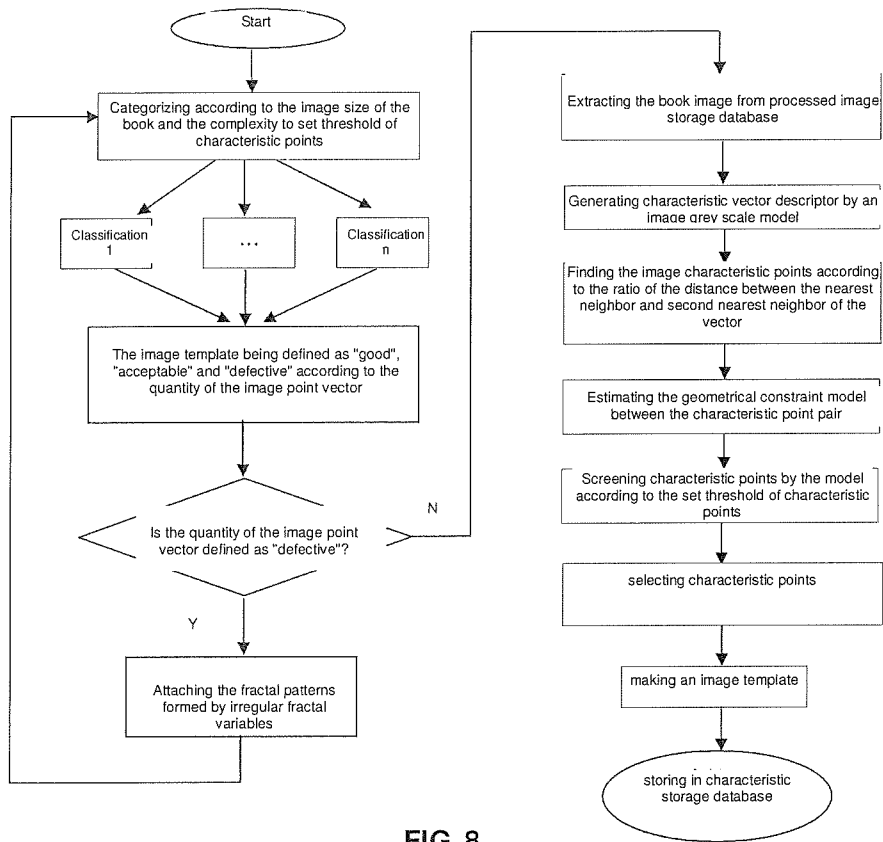 Start
Categorizing according to the image size of the
book and the complexity to set threshold of
characteristic points
Classification
1
...
Classification
n
The image template being defined as "good",
"acceptable" and "defective" according to the
quantity of the image point vector
Is the quantity of the image point
vector defined as "defective"?
N
Y
Attaching the fractal patterns
formed by irregular fractal
variables
Extracting the book image from processed image
storage database
Generating characteristic vector descriptor by an
image grey scale model
Finding the image characteristic points according
to the ratio of the distance between the nearest
neighbor and second nearest neighbor of the
vector
Estimating the geometrical constraint model
between the characteristic point pair
Screening characteristic points by the model
according to the set threshold of characteristic
points
selecting characteristic points
making an image template
storing in characteristic
storage database
FIG. 8